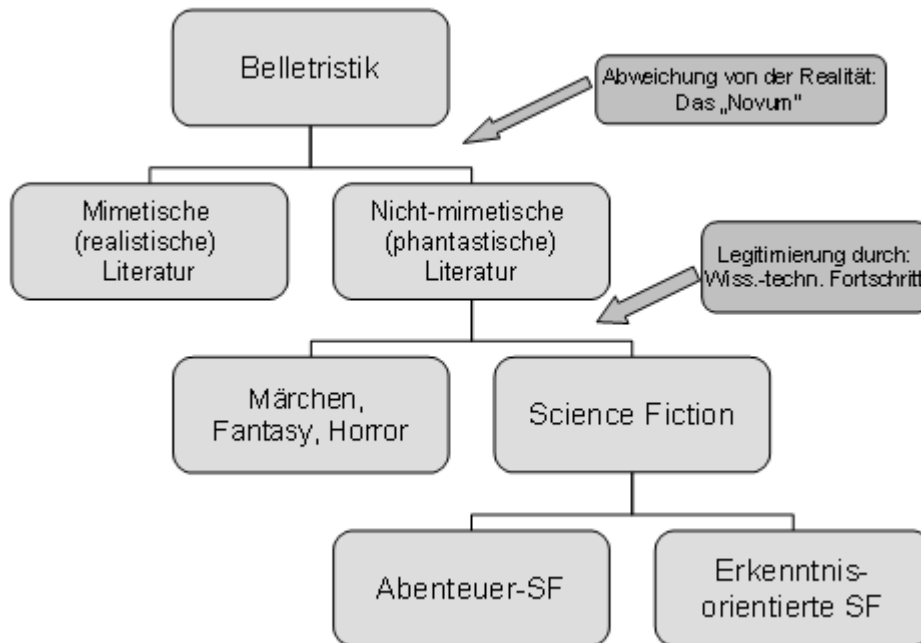 Belletristik
Abweichung von der Realität:
Das „Novum"
Mimetische
(realistische)
Literatur
Nicht-mimetische
(phantastische)
Literatur
Legitimierung durch:
Wiss.-techn. Fortschritt
Märchen,
Fantasy, Horror
Science Fiction
Abenteuer-SF
Erkenntnis-
orientierte SF